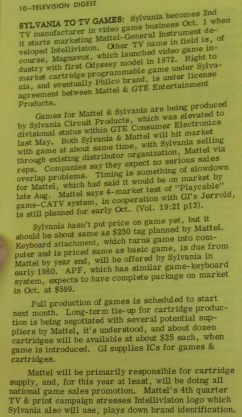 10--TELEVISION DIGEST
SYLVANIA TO TV GAMES: Sylvania becomes 2nd
TV manufacturer in video game business Oct. 1 when
it starts marketing Mattel-General Instrument de-
veloped Intellivision. Other TV name in field is, of
course, Magnavox, which launched video game in-
dustry with first Odyssey model in 1972. Right to
market cartridge programmable game under Sylva-
nia, and eventually Philco brand, is under license
agreement between Mattel & GTE Entertainment
Products.
Games for Mattel & Sylvania are being produced
by Sylvania Circuit Products, which was elevated to
divisional status within GTE Consumer Electronics
last May. Both Sylvania & Mattel will hit market
with game at about same time, with Sylvania selling
through existing distributor organization, Mattel via
reps. Companies say they expect no serious sales
overlap problems. Timing is something of slowdown
for Mattel, which had said it would be on market by
late Aug. Mattel says 4-market test of "Playcable"
game-CATV system, in cooperation with GI's Jerrold,
is still planned for early Oct. (Vol. 19:21 p13).
Sylvania hasn't put price on game yet, but it
should be about same as $250 tag planned by Mattel.
Keyboard attachment, which turns game into com-
puter and is priced same as basic game, is due from
Mattel by year end, will be offered by Sylvania in
early 1980. APF, which has similar game-keyboard
system, expects to have complete package on market
in Oct. at $599.
Full production of games is scheduled to start
next month. Long-term tie-up for cartridge produc-
tion is being negotiated with several potential sup-
pliers by Mattel, it's understood, and about dozen
cartridges will be available at about $25 each, when
game is introduced. GI supplies ICs for games &
cartridges.
Mattel will be primarily responsible for cartridge
supply, and, for this year at least, will be doing all
national game sales promotion. Mattel's 4th quarter
TV & print campaign stresses Intellivision logo which
Sylvania also will use, plays down brand identification.